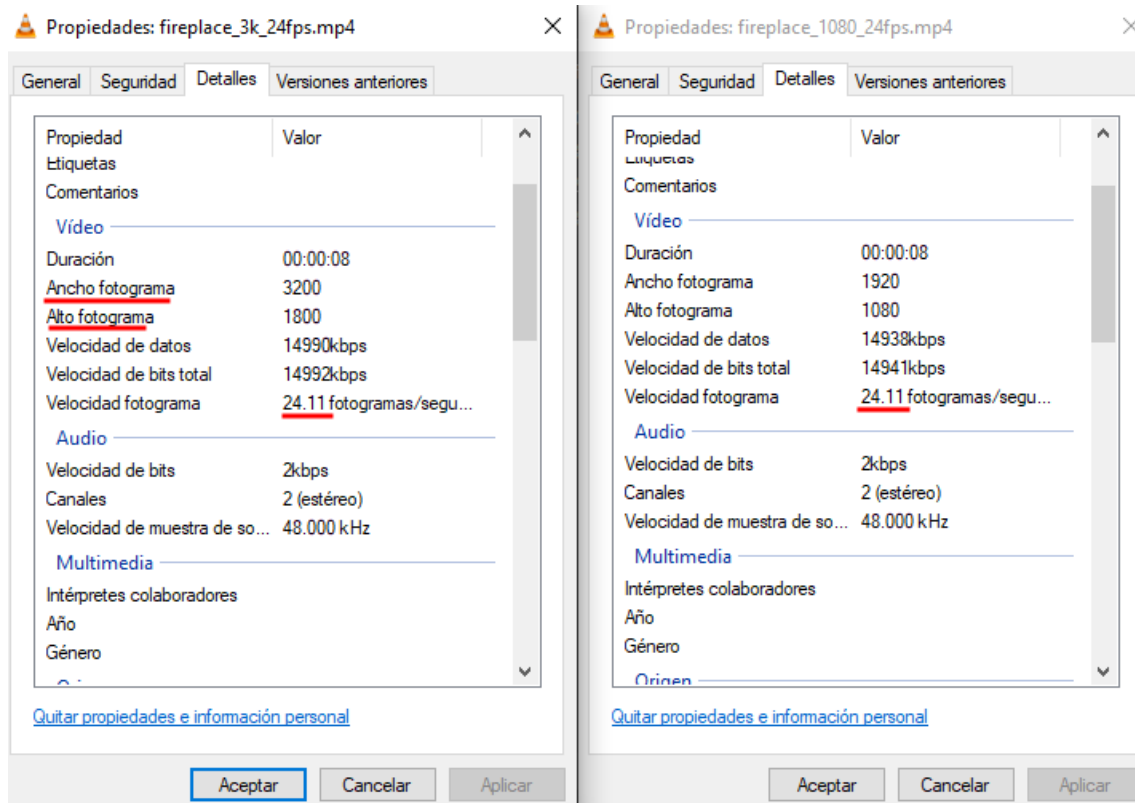 Propiedades: fireplace_3k_24fps.mp4
General Seguridad Detalles Versiones anteriores
Propiedad Valor
Etiquetas
Comentarios
Vídeo
Duración 00:00:08
Ancho fotograma 3200
Alto fotograma 1800
Velocidad de datos 14990kbps
Velocidad de bits total 14992kbps
Velocidad fotograma 24.11 fotogramas/segu...
Audio
Velocidad de bits 2kbps
Canales 2 (estéreo)
Velocidad de muestra de so... 48.000 kHz
Multimedia
Intérpretes colaboradores
Año
Género
Quitar propiedades e información personal
Aceptar Cancelar Aplicar
Propiedades: fireplace_1080_24fps.mp4
General Seguridad Detalles Versiones anteriores
Propiedad Valor
Etiquetas
Comentarios
Vídeo
Duración 00:00:08
Ancho fotograma 1920
Alto fotograma 1080
Velocidad de datos 14938kbps
Velocidad de bits total 14941kbps
Velocidad fotograma 24.11 fotogramas/segu...
Audio
Velocidad de bits 2kbps
Canales 2 (estéreo)
Velocidad de muestra de so... 48.000 kHz
Multimedia
Intérpretes colaboradores
Año
Género
Origen
Quitar propiedades e información personal
Aceptar Cancelar Aplicar